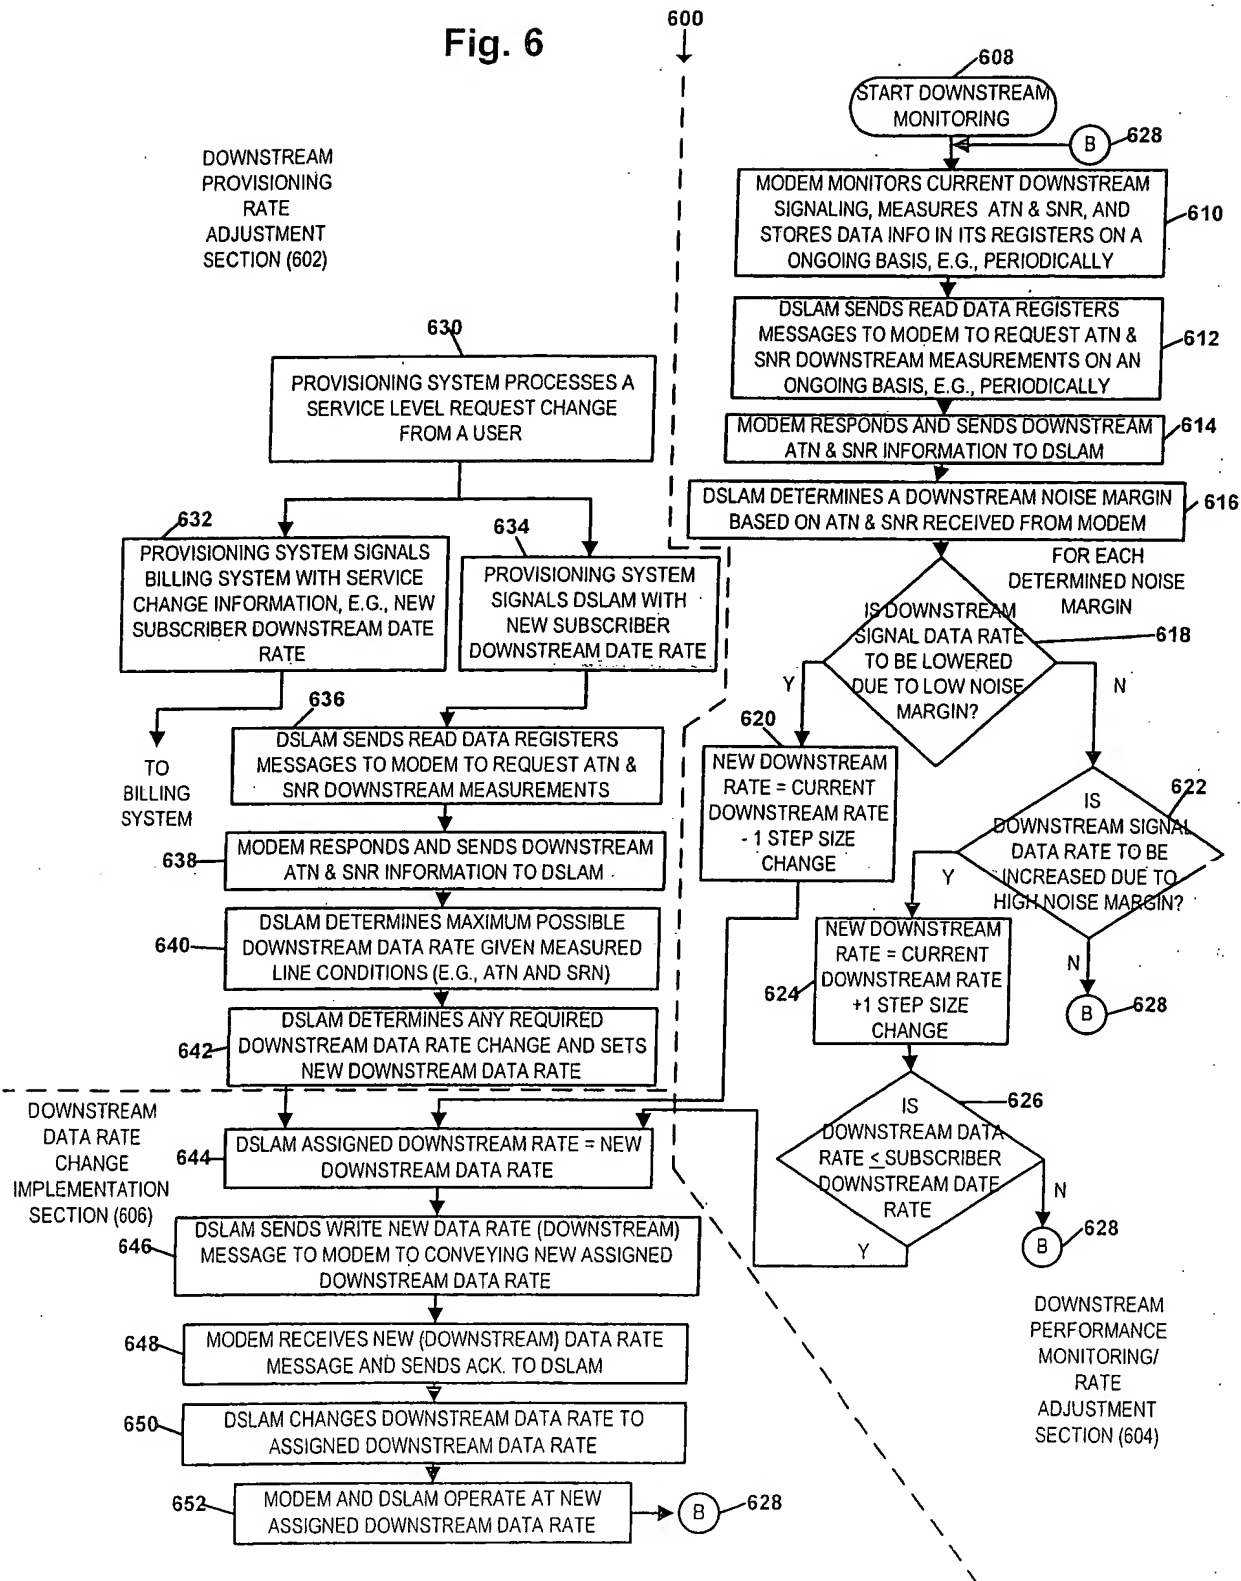 Fig. 6
600
608
START DOWNSTREAM
MONITORING
B
628
DOWNSTREAM
PROVISIONING
RATE
ADJUSTMENT
SECTION (602)
MODEM MONITORS CURRENT DOWNSTREAM
SIGNALING, MEASURES ATN & SNR, AND
STORES DATA INFO IN ITS REGISTERS ON A
ONGOING BASIS, E.G., PERIODICALLY
610
DSLAM SENDS READ DATA REGISTERS
MESSAGES TO MODEM TO REQUEST ATN &
SNR DOWNSTREAM MEASUREMENTS ON AN
ONGOING BASIS, E.G., PERIODICALLY
612
MODEM RESPONDS AND SENDS DOWNSTREAM
ATN & SNR INFORMATION TO DSLAM
614
DSLAM DETERMINES A DOWNSTREAM NOISE MARGIN
BASED ON ATN & SNR RECEIVED FROM MODEM
616
FOR EACH
DETERMINED NOISE
MARGIN
IS DOWNSTREAM
SIGNAL DATA RATE
TO BE LOWERED
DUE TO LOW NOISE
MARGIN?
618
Y
N
620
NEW DOWNSTREAM
RATE = CURRENT
DOWNSTREAM RATE
- 1 STEP SIZE
CHANGE
622
IS
DOWNSTREAM SIGNAL
DATA RATE TO BE
INCREASED DUE TO
HIGH NOISE MARGIN?
Y
N
B
628
NEW DOWNSTREAM
RATE = CURRENT
DOWNSTREAM RATE
+1 STEP SIZE
CHANGE
624
626
IS
DOWNSTREAM DATA
RATE ≤ SUBSCRIBER
DOWNSTREAM DATE
RATE
N
Y
B
628
DOWNSTREAM
PERFORMANCE
MONITORING/
RATE
ADJUSTMENT
SECTION (604)
630
PROVISIONING SYSTEM PROCESSES A
SERVICE LEVEL REQUEST CHANGE
FROM A USER
632
PROVISIONING SYSTEM SIGNALS
BILLING SYSTEM WITH SERVICE
CHANGE INFORMATION, E.G., NEW
SUBSCRIBER DOWNSTREAM DATE
RATE
634
PROVISIONING SYSTEM
SIGNALS DSLAM WITH
NEW SUBSCRIBER
DOWNSTREAM DATE RATE
TO
BILLING
SYSTEM
636
DSLAM SENDS READ DATA REGISTERS
MESSAGES TO MODEM TO REQUEST ATN &
SNR DOWNSTREAM MEASUREMENTS
638
MODEM RESPONDS AND SENDS DOWNSTREAM
ATN & SNR INFORMATION TO DSLAM
640
DSLAM DETERMINES MAXIMUM POSSIBLE
DOWNSTREAM DATA RATE GIVEN MEASURED
LINE CONDITIONS (E.G., ATN AND SRN)
642
DSLAM DETERMINES ANY REQUIRED
DOWNSTREAM DATA RATE CHANGE AND SETS
NEW DOWNSTREAM DATA RATE
DOWNSTREAM
DATA RATE
CHANGE
IMPLEMENTATION
SECTION (606)
644
DSLAM ASSIGNED DOWNSTREAM RATE = NEW
DOWNSTREAM DATA RATE
646
DSLAM SENDS WRITE NEW DATA RATE (DOWNSTREAM)
MESSAGE TO MODEM TO CONVEYING NEW ASSIGNED
DOWNSTREAM DATA RATE
648
MODEM RECEIVES NEW (DOWNSTREAM) DATA RATE
MESSAGE AND SENDS ACK. TO DSLAM
650
DSLAM CHANGES DOWNSTREAM DATA RATE TO
ASSIGNED DOWNSTREAM DATA RATE
652
MODEM AND DSLAM OPERATE AT NEW
ASSIGNED DOWNSTREAM DATA RATE
B
628